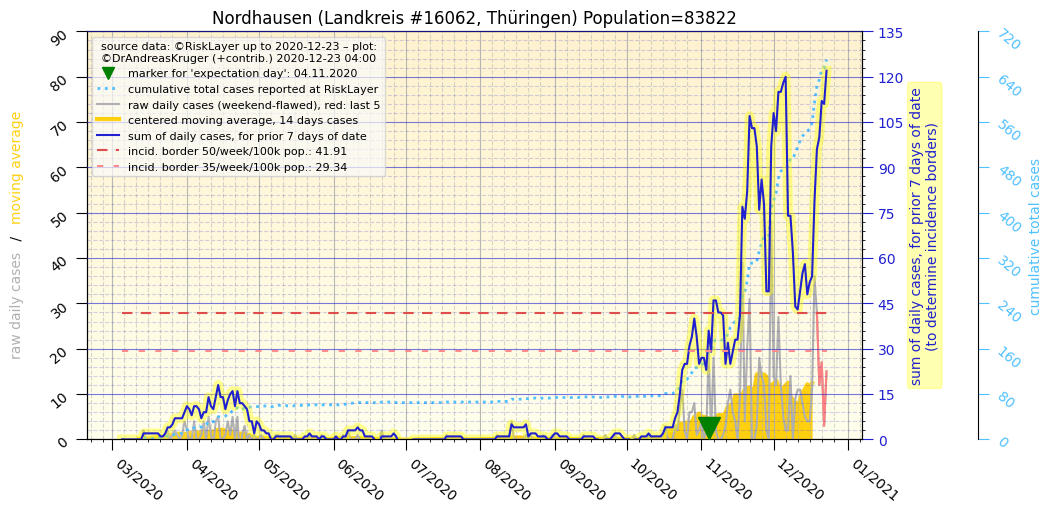 Nordhausen (Landkreis #16062, Thüringen) Population=83822
source data: ©RiskLayer up to 2020-12-23 – plot:
©DrAndreasKruger (+contrib.) 2020-12-23 04:00
marker for 'expectation day': 04.11.2020
cumulative total cases reported at RiskLayer
raw daily cases (weekend-flawed), red: last 5
centered moving average, 14 days cases
sum of daily cases, for prior 7 days of date
incid. border 50/week/100k pop.: 41.91
incid. border 35/week/100k pop.: 29.34
raw daily cases / moving average
90
80
70
60
50
40
30
20
10
0
03/2020
04/2020
05/2020
06/2020
07/2020
08/2020
09/2020
10/2020
11/2020
12/2020
01/2021
135
120
105
90
75
60
45
30
15
0
sum of daily cases, for prior 7 days of date
(to determine incidence borders)
720
640
560
480
400
320
240
160
80
0
cumulative total cases